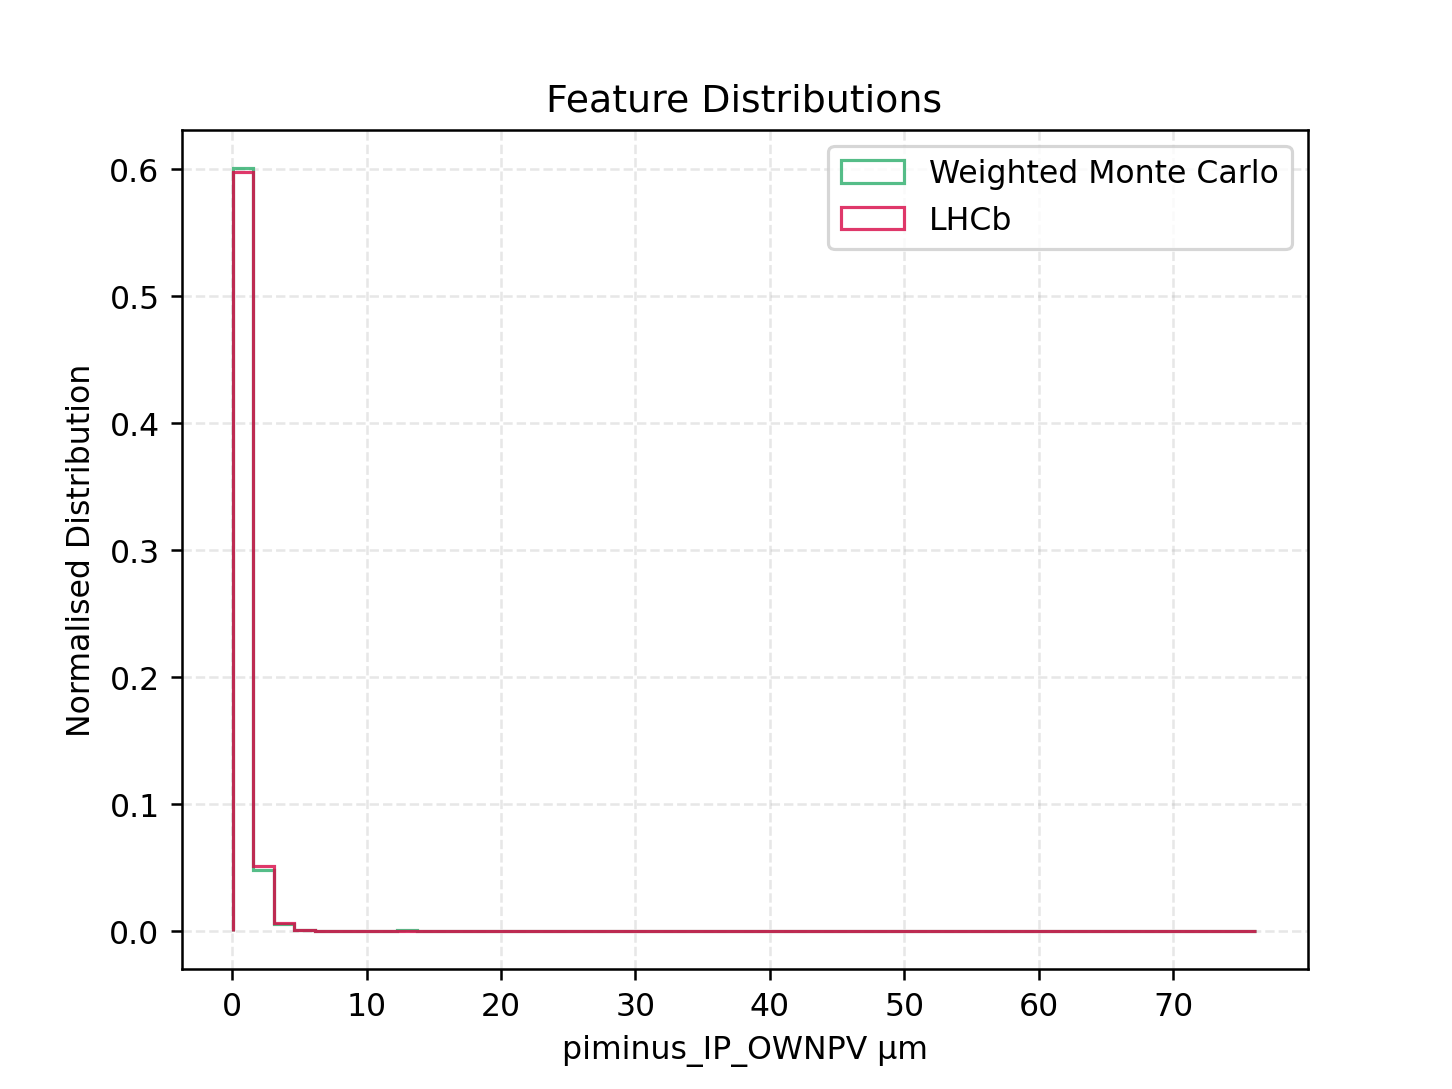 Feature Distributions
Weighted Monte Carlo
LHCb
Normalised Distribution
0.6
0.5
0.4
0.3
0.2
0.1
0.0
0 10 20 30 40 50 60 70
piminus_IP_OWNPV μm